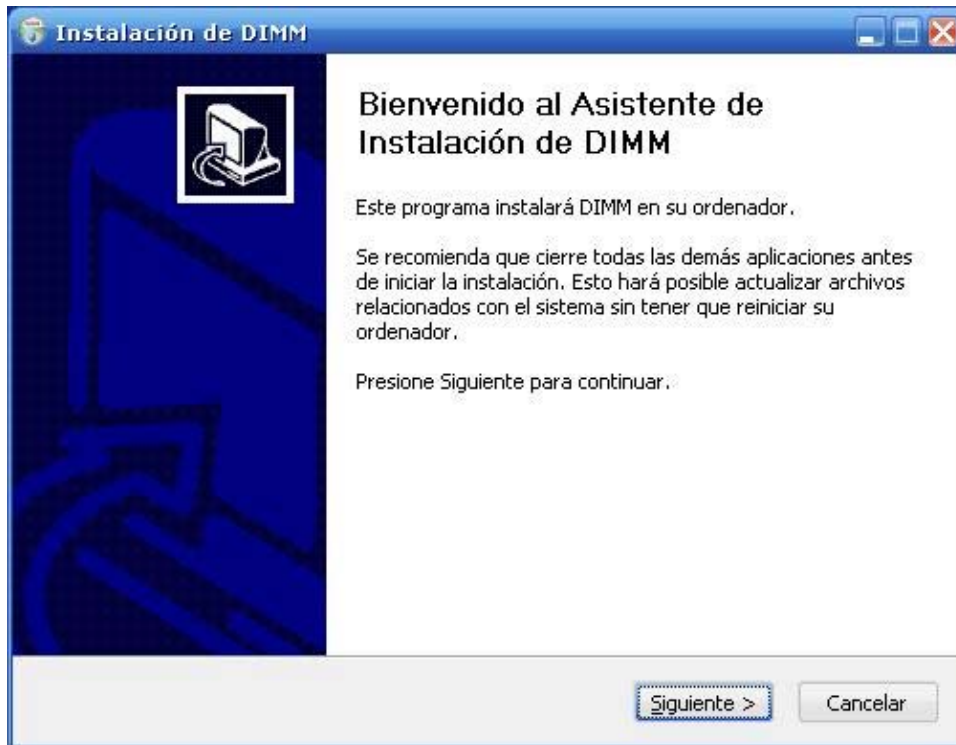 Instalación de DIMM
Bienvenido al Asistente de
Instalación de DIMM
Este programa instalará DIMM en su ordenador.
Se recomienda que cierre todas las demás aplicaciones antes
de iniciar la instalación. Esto hará posible actualizar archivos
relacionados con el sistema sin tener que reiniciar su
ordenador.
Presione Siguiente para continuar.
Siguiente >
Cancelar